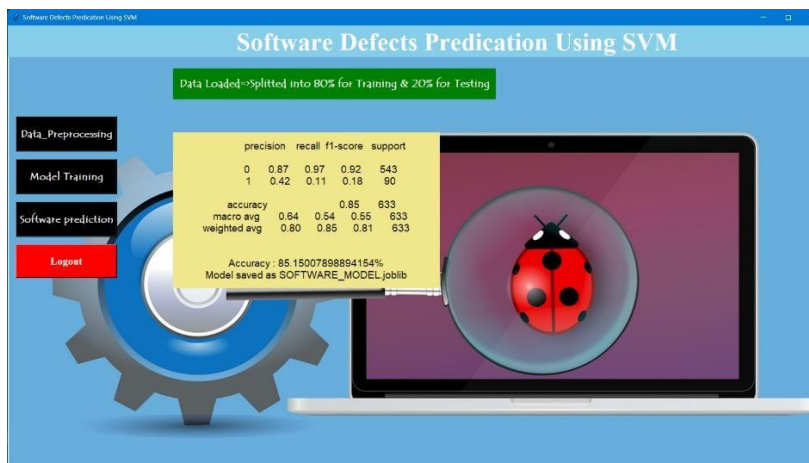 Software Defects Predication Using SVM
Software Defects Predication Using SVM
Data Loaded=>Splitted into 80% for Training & 20% for Testing
Data_Preprocessing
Model Training
Software prediction
Logout
precision recall f1-score support
0 0.87 0.97 0.92 543
1 0.42 0.11 0.18 90
accuracy 0.85 633
macro avg 0.64 0.54 0.55 633
weighted avg 0.80 0.85 0.81 633
Accuracy : 85.15007898894154%
Model saved as SOFTWARE_MODEL.joblib